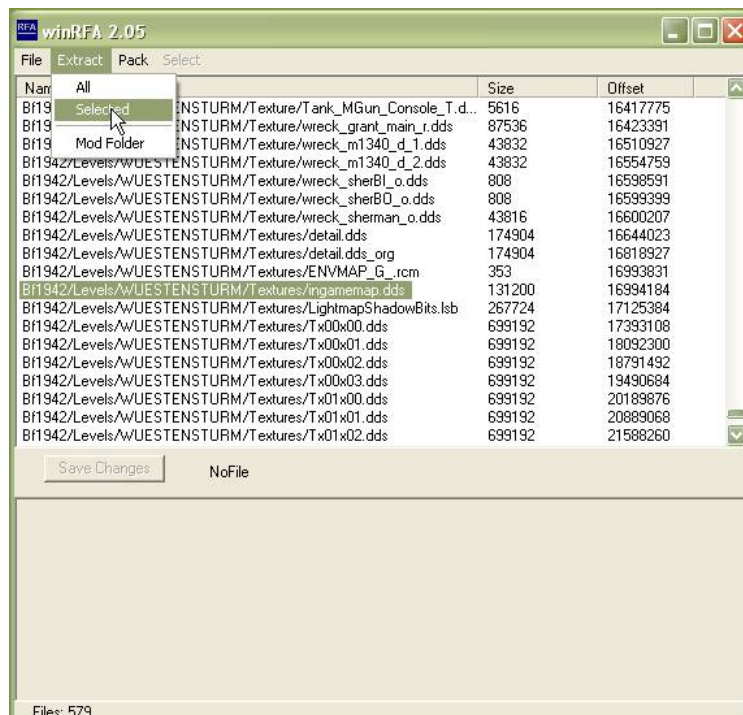 RFA winRFA 2.05
File Extract Pack Select
Size Offset
All
Selected
Mod Folder
WUESTENSTURM/Texture/Tank_MGun_Console_T.d... 5616 16417775
WUESTENSTURM/Texture/wreck_grant_main_r.dds 87536 16423391
WUESTENSTURM/Texture/wreck_m1340_d_1.dds 43832 16510927
Bf1942/Levels/WUESTENSTURM/Texture/wreck_m1340_d_2.dds 43832 16554759
Bf1942/Levels/WUESTENSTURM/Texture/wreck_sherBI_o.dds 808 16598591
Bf1942/Levels/WUESTENSTURM/Texture/wreck_sherBO_o.dds 808 16599399
Bf1942/Levels/WUESTENSTURM/Texture/wreck_sherman_o.dds 43816 16600207
Bf1942/Levels/WUESTENSTURM/Textures/detail.dds 174904 16644023
Bf1942/Levels/WUESTENSTURM/Textures/detail.dds_org 174904 16818927
Bf1942/Levels/WUESTENSTURM/Textures/ENVMAP_G_.rcm 353 16993831
Bf1942/Levels/WUESTENSTURM/Textures/ingamemap.dds 131200 16994184
Bf1942/Levels/WUESTENSTURM/Textures/LightmapShadowBits.lsb 267724 17125384
Bf1942/Levels/WUESTENSTURM/Textures/Tx00x00.dds 699192 17393108
Bf1942/Levels/WUESTENSTURM/Textures/Tx00x01.dds 699192 18092300
Bf1942/Levels/WUESTENSTURM/Textures/Tx00x02.dds 699192 18791492
Bf1942/Levels/WUESTENSTURM/Textures/Tx00x03.dds 699192 19490684
Bf1942/Levels/WUESTENSTURM/Textures/Tx01x00.dds 699192 20189876
Bf1942/Levels/WUESTENSTURM/Textures/Tx01x01.dds 699192 20889068
Bf1942/Levels/WUESTENSTURM/Textures/Tx01x02.dds 699192 21588260
Save Changes NoFile
Files: 579